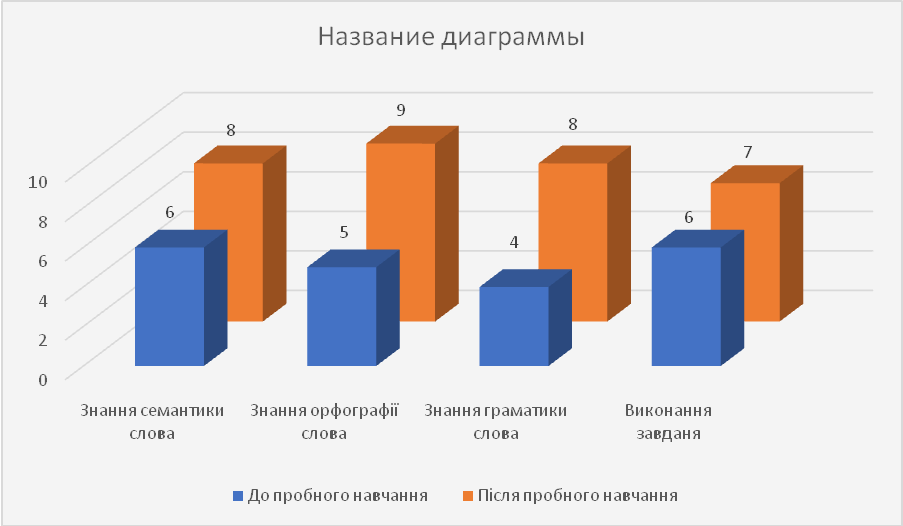 Название диаграммы
8
9
8
7
6
5
4
6
10
8
6
4
2
0
Знання семантики
слова
Знання орфографії
слова
Знання граматики
слова
Виконання
завданя
До пробного навчання
Після пробного навчання